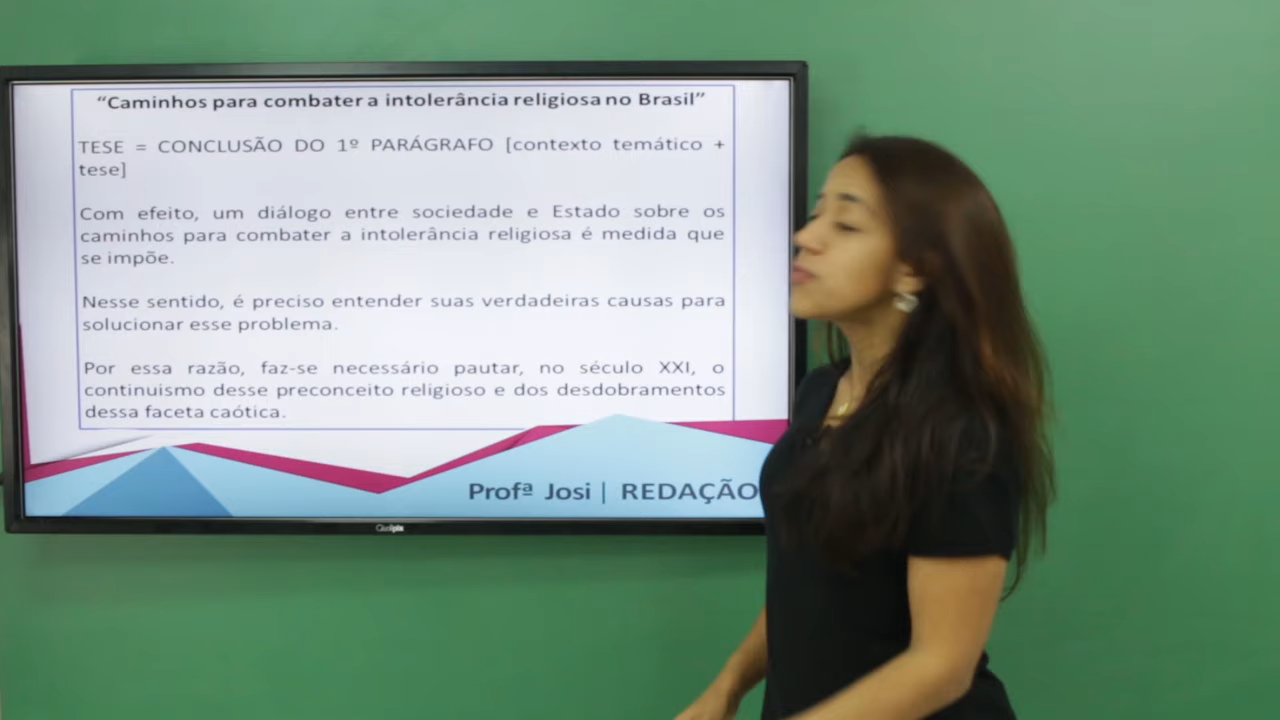 “Caminhos para combater a intolerância religiosa no Brasil”
TESE = CONCLUSÃO DO 1º PARÁGRAFO [contexto temático +
tese]
Com efeito, um diálogo entre sociedade e Estado sobre os
caminhos para combater a intolerância religiosa é medida que
se impõe.
Nesse sentido, é preciso entender suas verdadeiras causas para
solucionar esse problema.
Por essa razão, faz-se necessário pautar, no século XXI, o
continuismo desse preconceito religioso e dos desdobramentos
dessa faceta caótica.
Profª Josi | REDAÇÃO